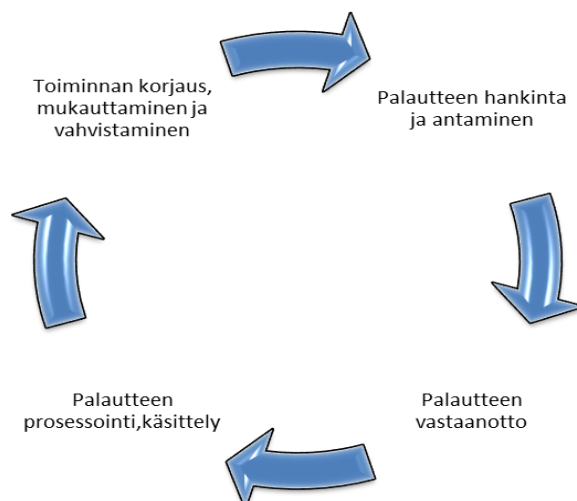 Toiminnan korjaus,
mukauttaminen ja
vahvistaminen
Palautteen hankinta
ja antaminen
Palautteen
vastaanotto
Palautteen
prosessointi,käsittely